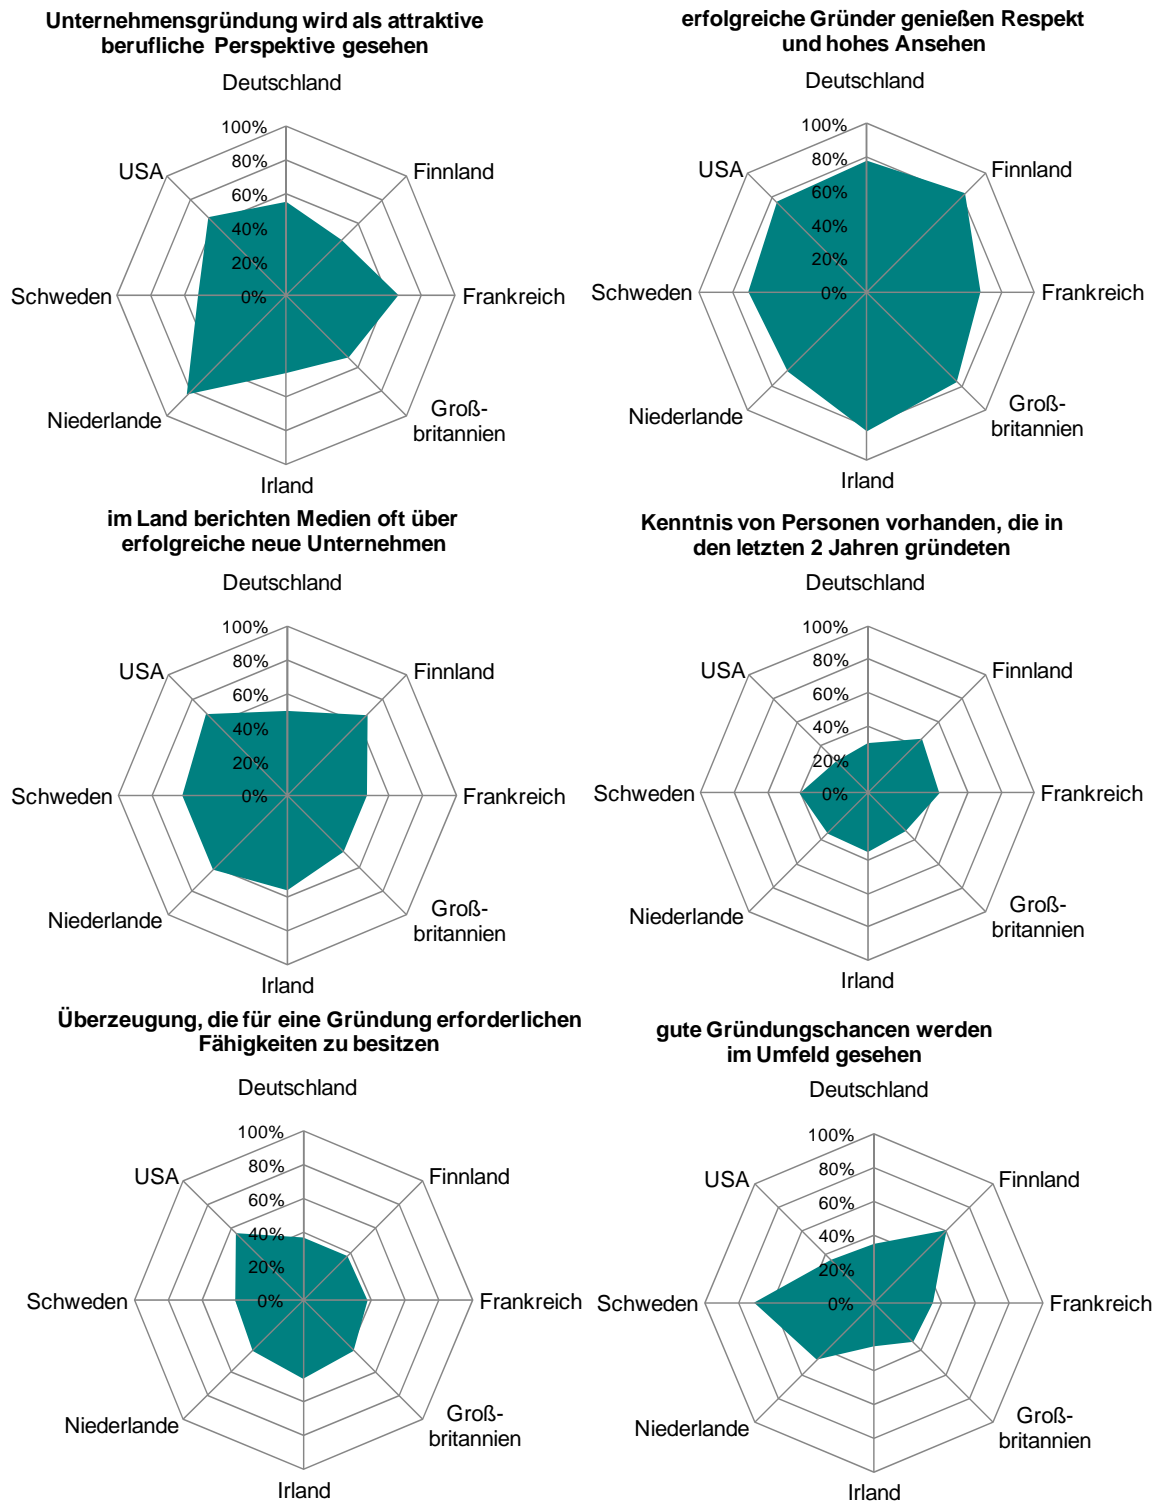 Unternehmensgründung wird als attraktive
berufliche Perspektive gesehen
Deutschland
100%
80%
60%
40%
20%
0%
USA
Finnland
Schweden
Frankreich
Niederlande
Groß-
britannien
Irland
erfolgreiche Gründer genießen Respekt
und hohes Ansehen
Deutschland
100%
80%
60%
40%
20%
0%
USA
Finnland
Schweden
Frankreich
Niederlande
Groß-
britannien
Irland
im Land berichten Medien oft über
erfolgreiche neue Unternehmen
Deutschland
100%
80%
60%
40%
20%
0%
USA
Finnland
Schweden
Frankreich
Niederlande
Groß-
britannien
Irland
Kenntnis von Personen vorhanden, die in
den letzten 2 Jahren gründeten
Deutschland
100%
80%
60%
40%
20%
0%
USA
Finnland
Schweden
Frankreich
Niederlande
Groß-
britannien
Irland
Überzeugung, die für eine Gründung erforderlichen
Fähigkeiten zu besitzen
Deutschland
100%
80%
60%
40%
20%
0%
USA
Finnland
Schweden
Frankreich
Niederlande
Groß-
britannien
Irland
gute Gründungschancen werden
im Umfeld gesehen
Deutschland
100%
80%
60%
40%
20%
0%
USA
Finnland
Schweden
Frankreich
Niederlande
Groß-
britannien
Irland